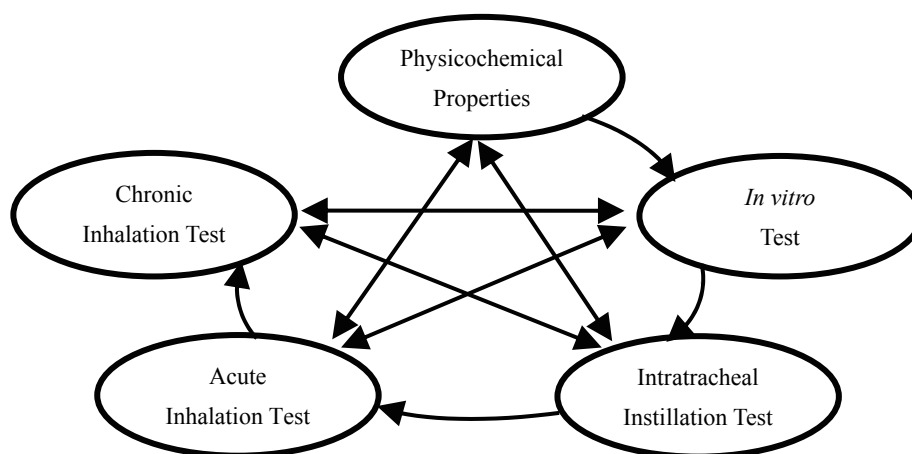 Physicochemical
Properties
Chronic
Inhalation Test
In vitro
Test
Acute
Inhalation Test
Intratracheal
Instillation Test